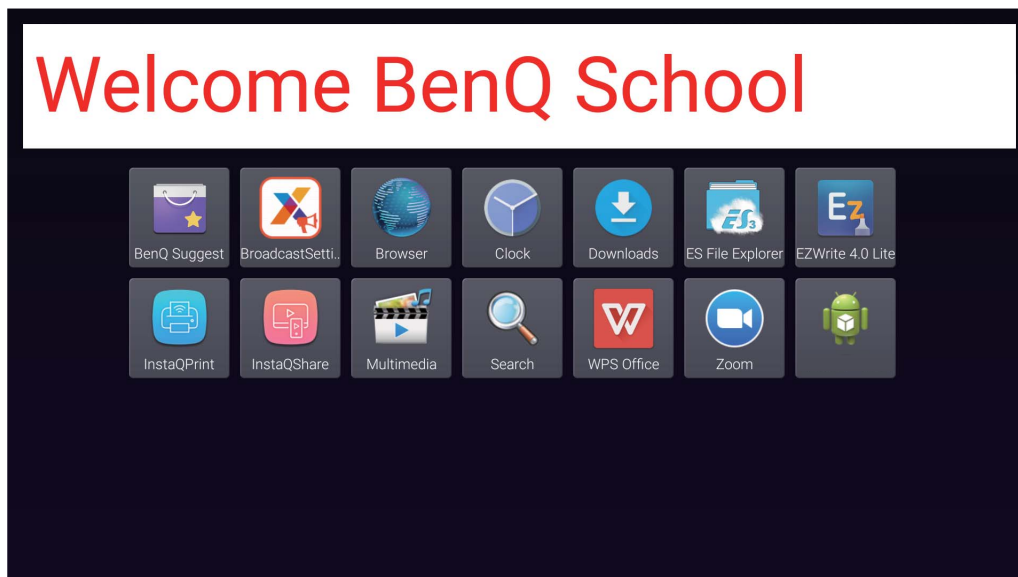 Welcome BenQ School
BenQ Suggest BroadcastSetti.. Browser Clock Downloads ES File Explorer EZWrite 4.0 Lite
InstaQPrint InstaQShare Multimedia Search WPS Office Zoom